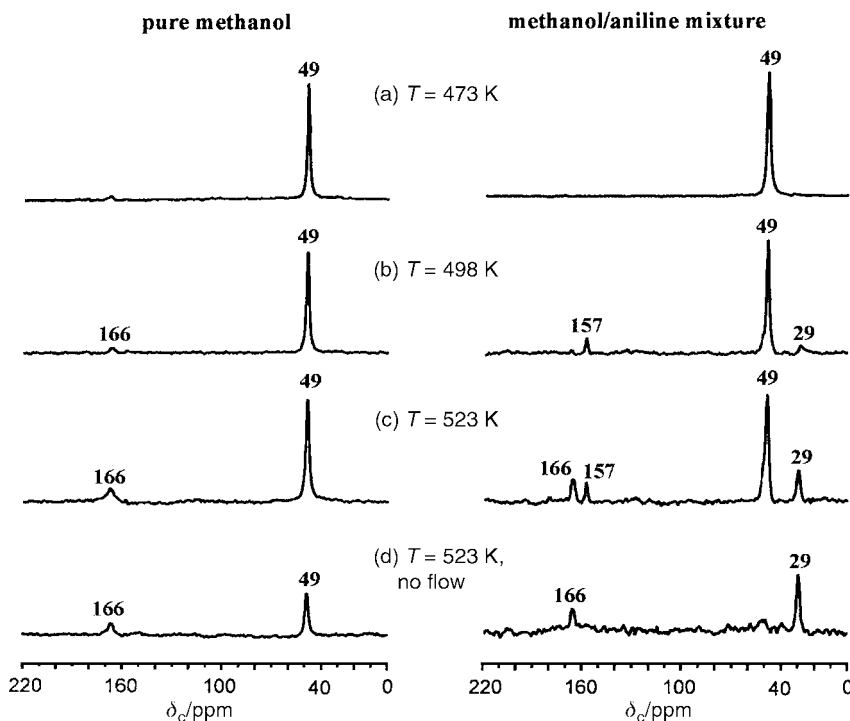 pure methanol
methanol/aniline mixture
49
(a) T = 473 K
49
49
(b) T = 498 K
49
166
157
29
49
(c) T = 523 K
49
166
166
157
29
(d) T = 523 K,
no flow
49
29
166
166
220 160 100 40 0
220 160 100 40 0
δc/ppm
δc/ppm